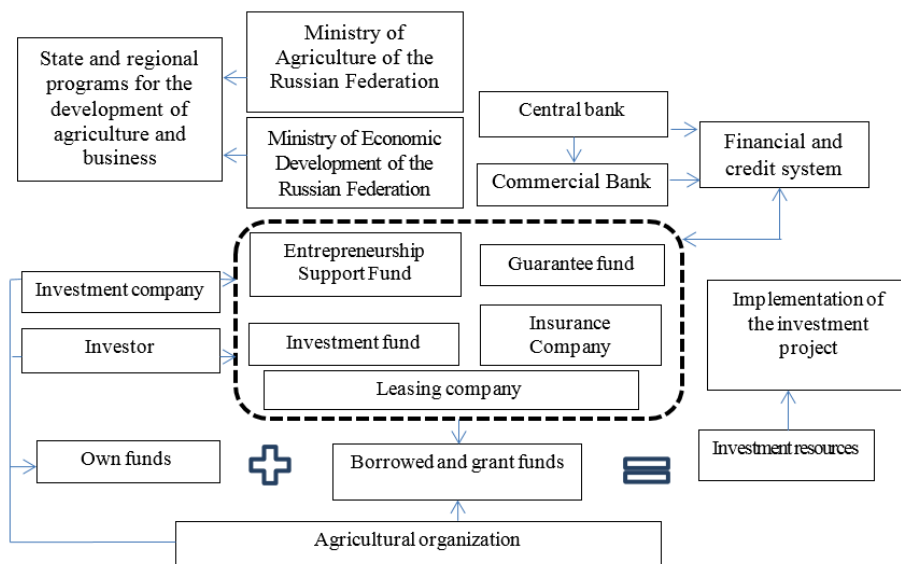 State and regional
programs for the
development of
agriculture and
business
Ministry of
Agriculture of the
Russian Federation
Ministry of Economic
Development of the
Russian Federation
Central bank
Commercial Bank
Financial and
credit system
Entrepreneurship
Support Fund
Guarantee fund
Investment company
Investor
Investment fund
Insurance
Company
Leasing company
Implementation of
the investment
project
Own funds
Borrowed and grant funds
Investment resources
Agricultural organization